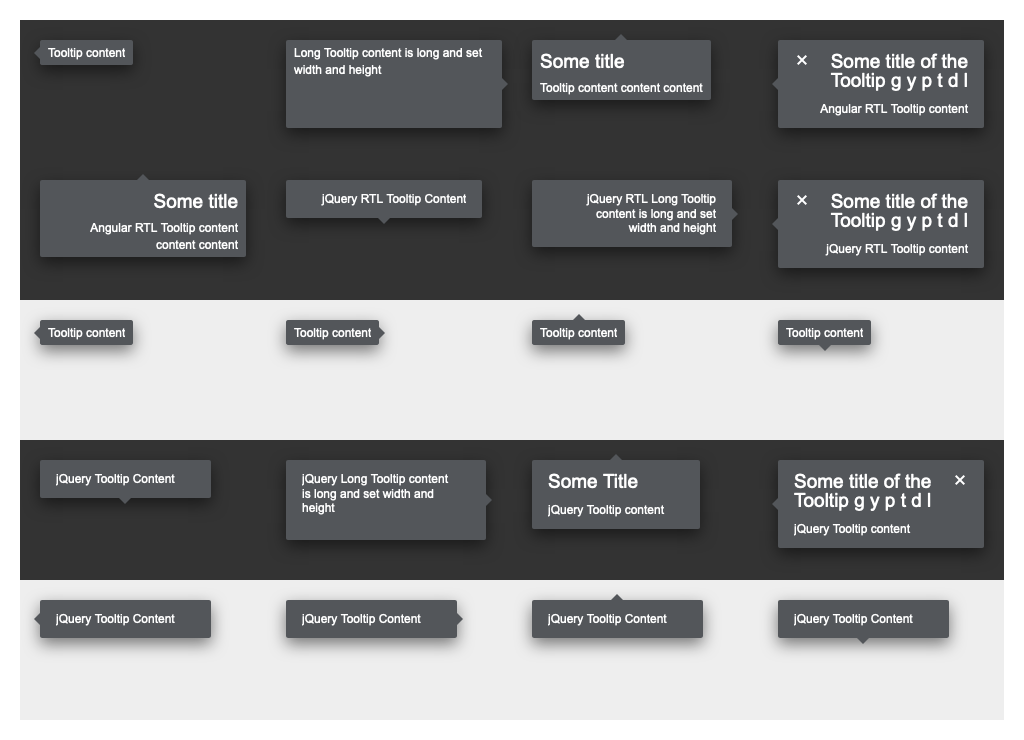 Tooltip content
Long Tooltip content is long and set
width and height
Some title
Tooltip content content content
× Some title of the
Tooltip g y p t d l
Angular RTL Tooltip content
Some title
Angular RTL Tooltip content
content content
jQuery RTL Tooltip Content
jQuery RTL Long Tooltip
content is long and set
width and height
× Some title of the
Tooltip g y p t d l
jQuery RTL Tooltip content
Tooltip content
Tooltip content
Tooltip content
Tooltip content
jQuery Tooltip Content
jQuery Long Tooltip content
is long and set width and
height
Some Title
jQuery Tooltip content
Some title of the ×
Tooltip g y p t d l
jQuery Tooltip content
jQuery Tooltip Content
jQuery Tooltip Content
jQuery Tooltip Content
jQuery Tooltip Content